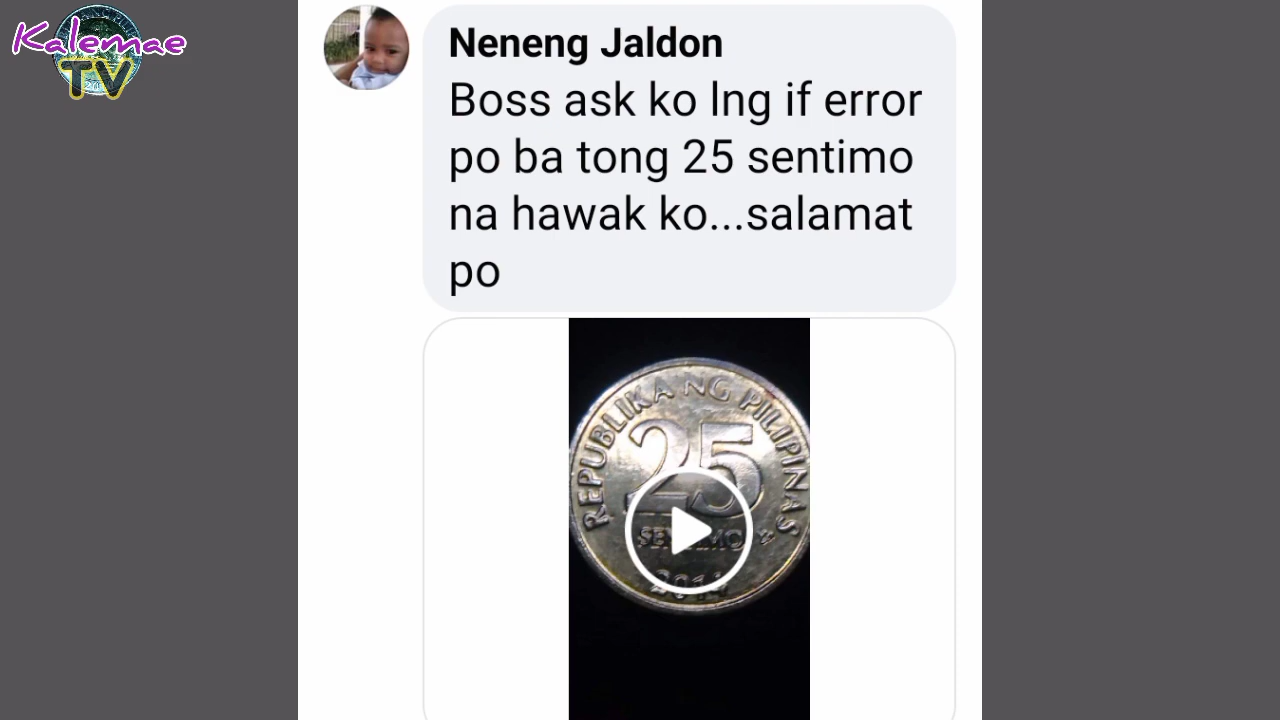 Kalemae
TV
Neneng Jaldon
Boss ask ko lng if error
po ba tong 25 sentimo
na hawak ko...salamat
po
REPUBLIKA NG PILIPINAS
25